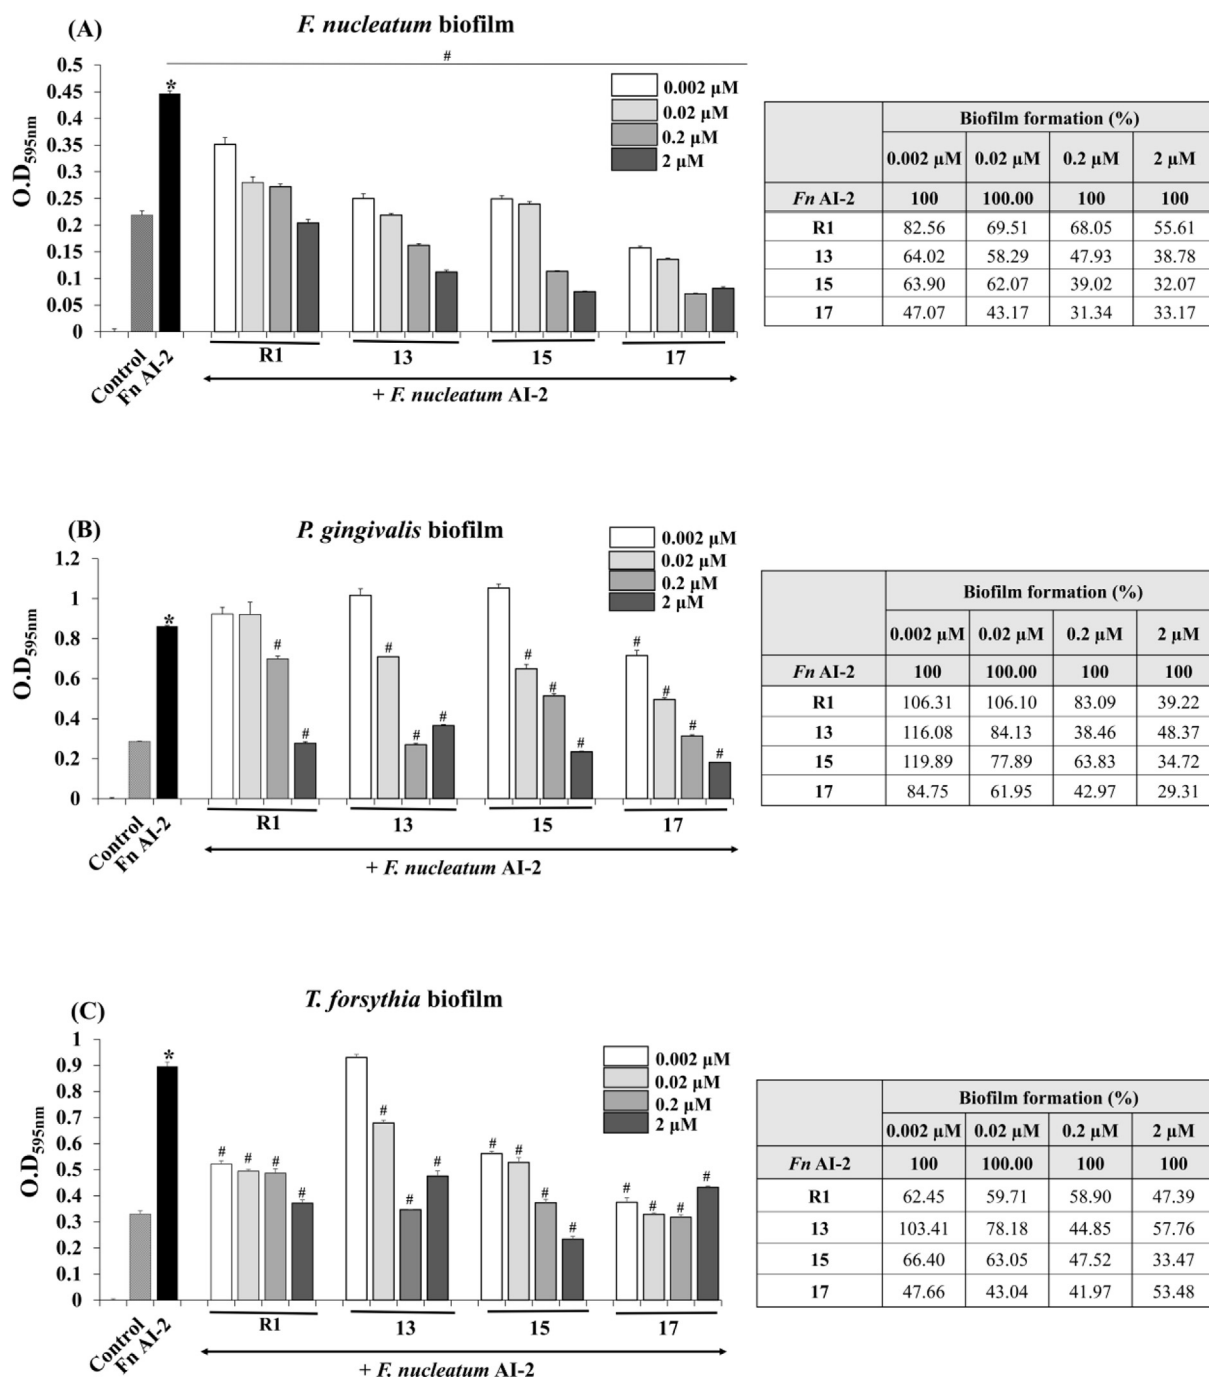 (A)
F. nucleatum biofilm
#
0.5
0.45
0.4
0.35
0.3
0.25
0.2
0.15
0.1
0.05
0
O.D595nm
*
0.002 μM
0.02 μM
0.2 μM
2 μM
Control
Fn AI-2
R1 13 15 17
+ F. nucleatum AI-2
Biofilm formation (%)
0.002 μM 0.02 μM 0.2 μM 2 μM
Fn AI-2 100 100.00 100 100
R1 82.56 69.51 68.05 55.61
13 64.02 58.29 47.93 38.78
15 63.90 62.07 39.02 32.07
17 47.07 43.17 31.34 33.17
(B)
P. gingivalis biofilm
1.2
1
0.8
0.6
0.4
0.2
0
O.D595nm
*
# # # # # # # # # # # #
0.002 μM
0.02 μM
0.2 μM
2 μM
Control
Fn AI-2
R1 13 15 17
+ F. nucleatum AI-2
Biofilm formation (%)
0.002 μM 0.02 μM 0.2 μM 2 μM
Fn AI-2 100 100.00 100 100
R1 106.31 106.10 83.09 39.22
13 116.08 84.13 38.46 48.37
15 119.89 77.89 63.83 34.72
17 84.75 61.95 42.97 29.31
(C)
T. forsythia biofilm
1
0.9
0.8
0.7
0.6
0.5
0.4
0.3
0.2
0.1
0
O.D595nm
*
# # # # # # # # # # # # # # #
0.002 μM
0.02 μM
0.2 μM
2 μM
Control
Fn AI-2
R1 13 15 17
+ F. nucleatum AI-2
Biofilm formation (%)
0.002 μM 0.02 μM 0.2 μM 2 μM
Fn AI-2 100 100.00 100 100
R1 62.45 59.71 58.90 47.39
13 103.41 78.18 44.85 57.76
15 66.40 63.05 47.52 33.47
17 47.66 43.04 41.97 53.48